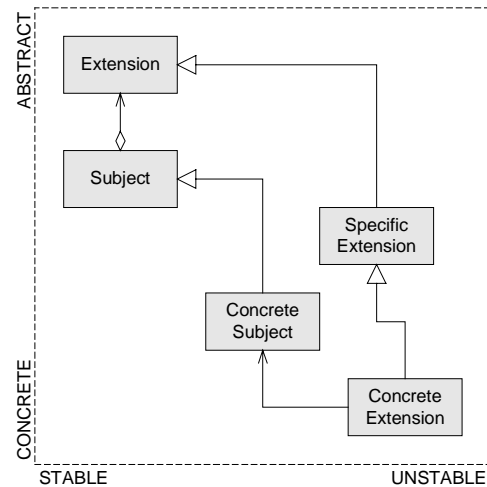 ABSTRACT
Extension
Subject
Specific
Extension
Concrete
Subject
Concrete
Extension
CONCRETE
STABLE
UNSTABLE